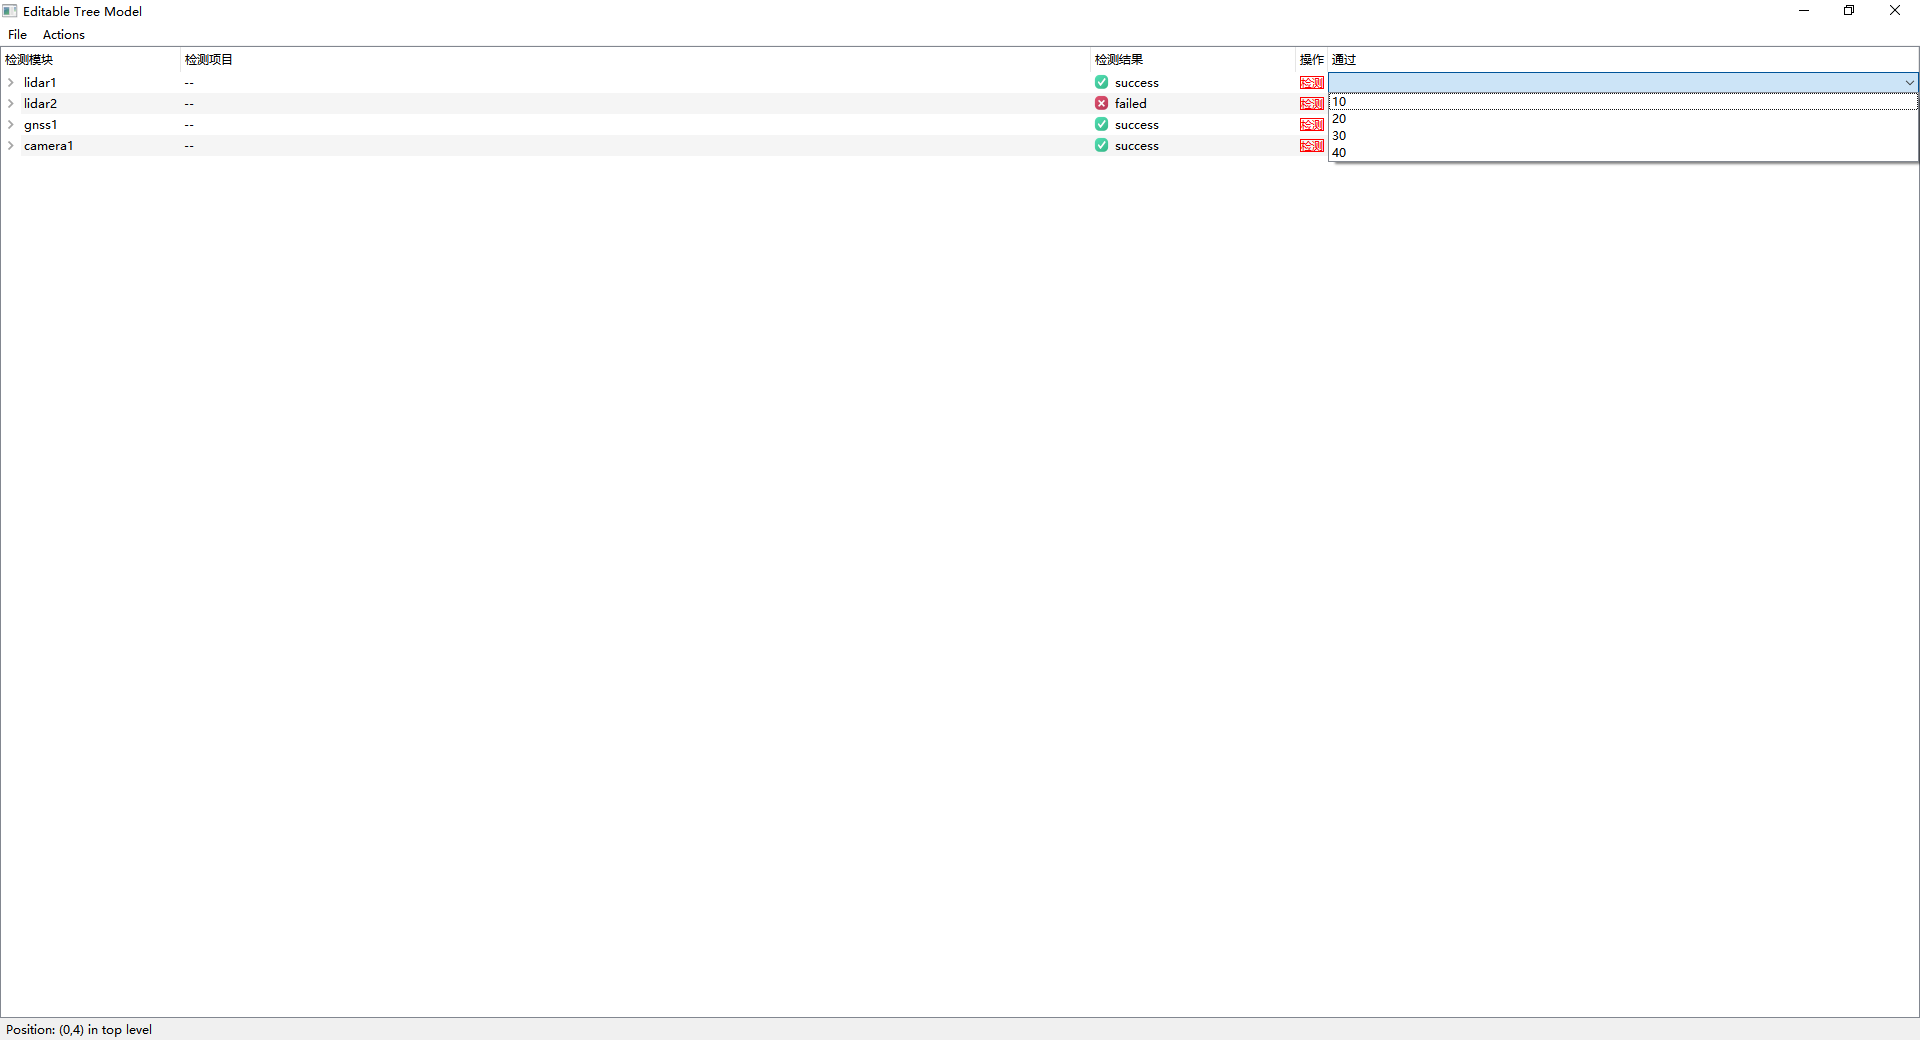 Editable Tree Model
File Actions
检测模块 检测项目 检测结果 操作 通过
lidar1 -- success 检测
10
lidar2 -- failed 检测
20
gnss1 -- success 检测
30
camera1 -- success 检测
40
Position: (0,4) in top level